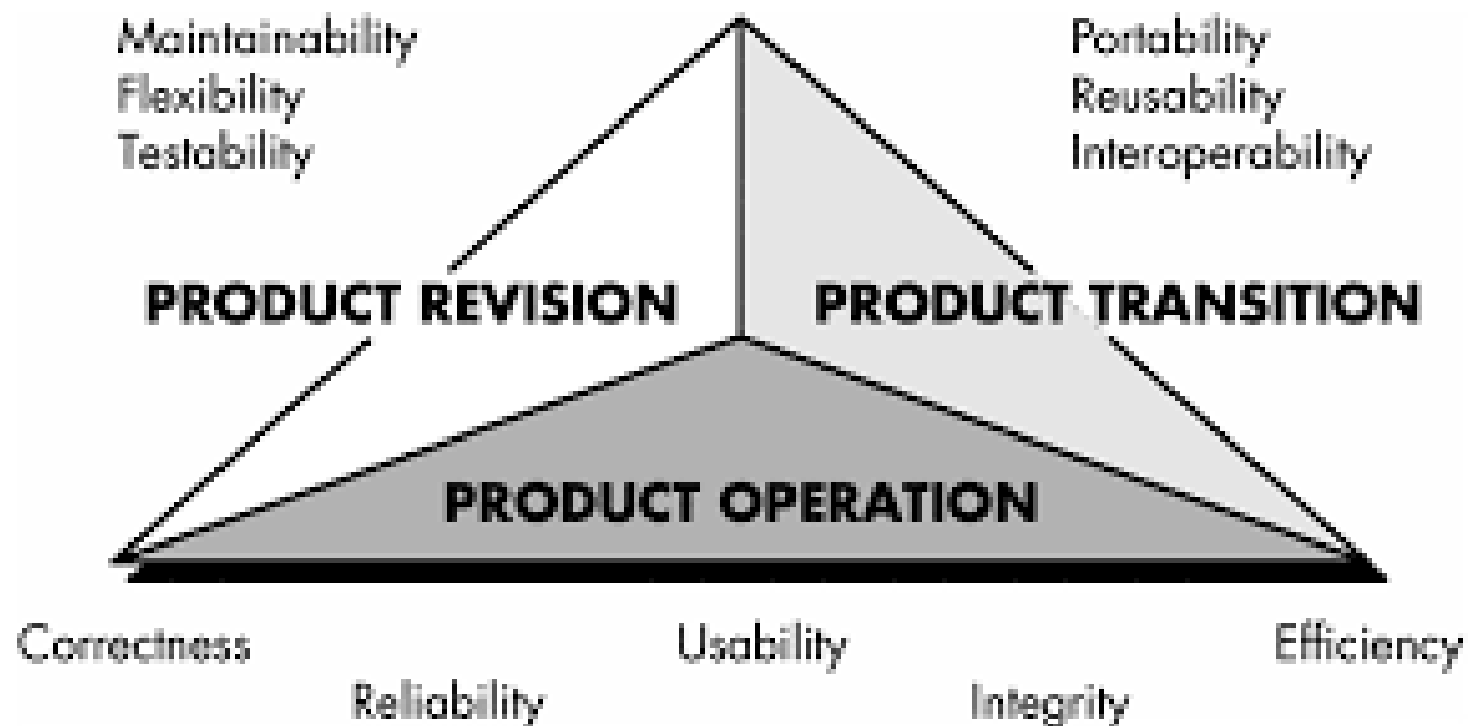 Maintainability
Flexibility
Testability
Portability
Reusability
Interoperability
PRODUCT REVISION
PRODUCT TRANSITION
PRODUCT OPERATION
Correctness
Usability
Efficiency
Reliability
Integrity